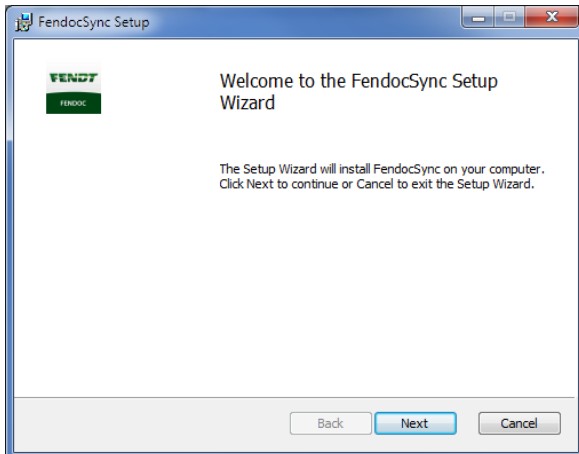 FendocSync Setup
FENDT
FENDOC
Welcome to the FendocSync Setup
Wizard
The Setup Wizard will install FendocSync on your computer.
Click Next to continue or Cancel to exit the Setup Wizard.
Back
Next
Cancel